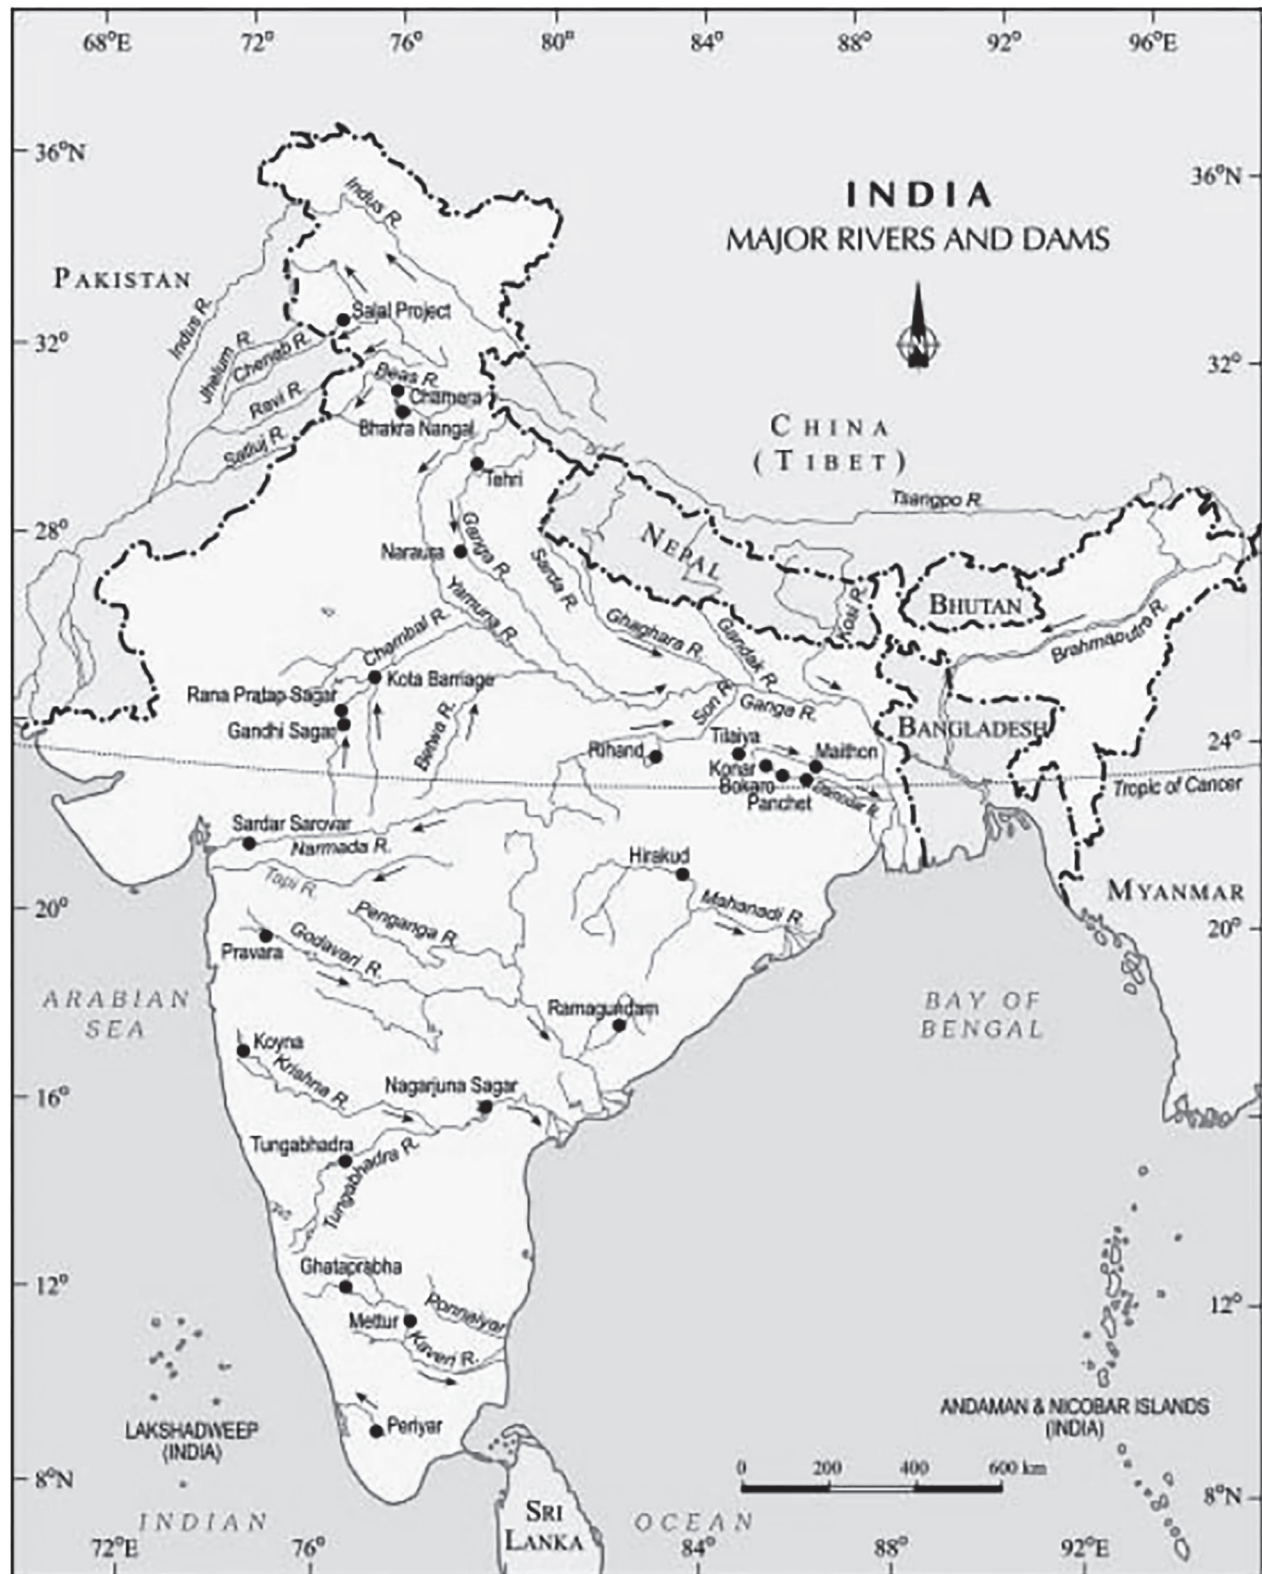 68°E 72° 76° 80° 84° 88° 92° 96°E
36°N
INDIA
36°N
MAJOR RIVERS AND DAMS
Indus R.
PAKISTAN
Indus R.
Salal Project
32°
Jhelum R.
Chenab R.
32°
Beas R.
Ravi R.
Chamera
Bhakra Nangal
Satluj R.
CHINA
(TIBET)
Tehri
Tsangpo R.
28°
Naraura
Ganga R.
Sarda R.
NEPAL
28°
Yamuna R.
BHUTAN
Kosi R.
Brahmaputra R.
Chambal R.
Ghaghara R.
Gandak R.
Kota Barriage
Rana Pratap Sagar
Gandhi Sagar
Betwa R.
Son R.
Ganga R.
BANGLADESH
Rihand
Tilaiya
Maithon
24°
Konar
Bokaro
Panchet
Damodar R.
Tropic of Cancer
Sardar Sarovar
Narmada R.
Hirakud
Tapi R.
MYANMAR
20°
Penganga R.
Mahanadi R.
20°
Pravara
Godavari R.
ARABIAN
SEA
Ramagundam
BAY OF
BENGAL
Koyna
Krishna R.
16°
Nagarjuna Sagar
Tungabhadra
Tungabhadra R.
Ghataprabha
12°
12°
Mettur
Ponnaiyar
Kaveri R.
LAKSHADWEEP
(INDIA)
Periyar
ANDAMAN & NICOBAR ISLANDS
(INDIA)
0 200 400 600 km
8°N
8°N
SRI
LANKA
INDIAN OCEAN
72°E 76° 84° 88° 92°E